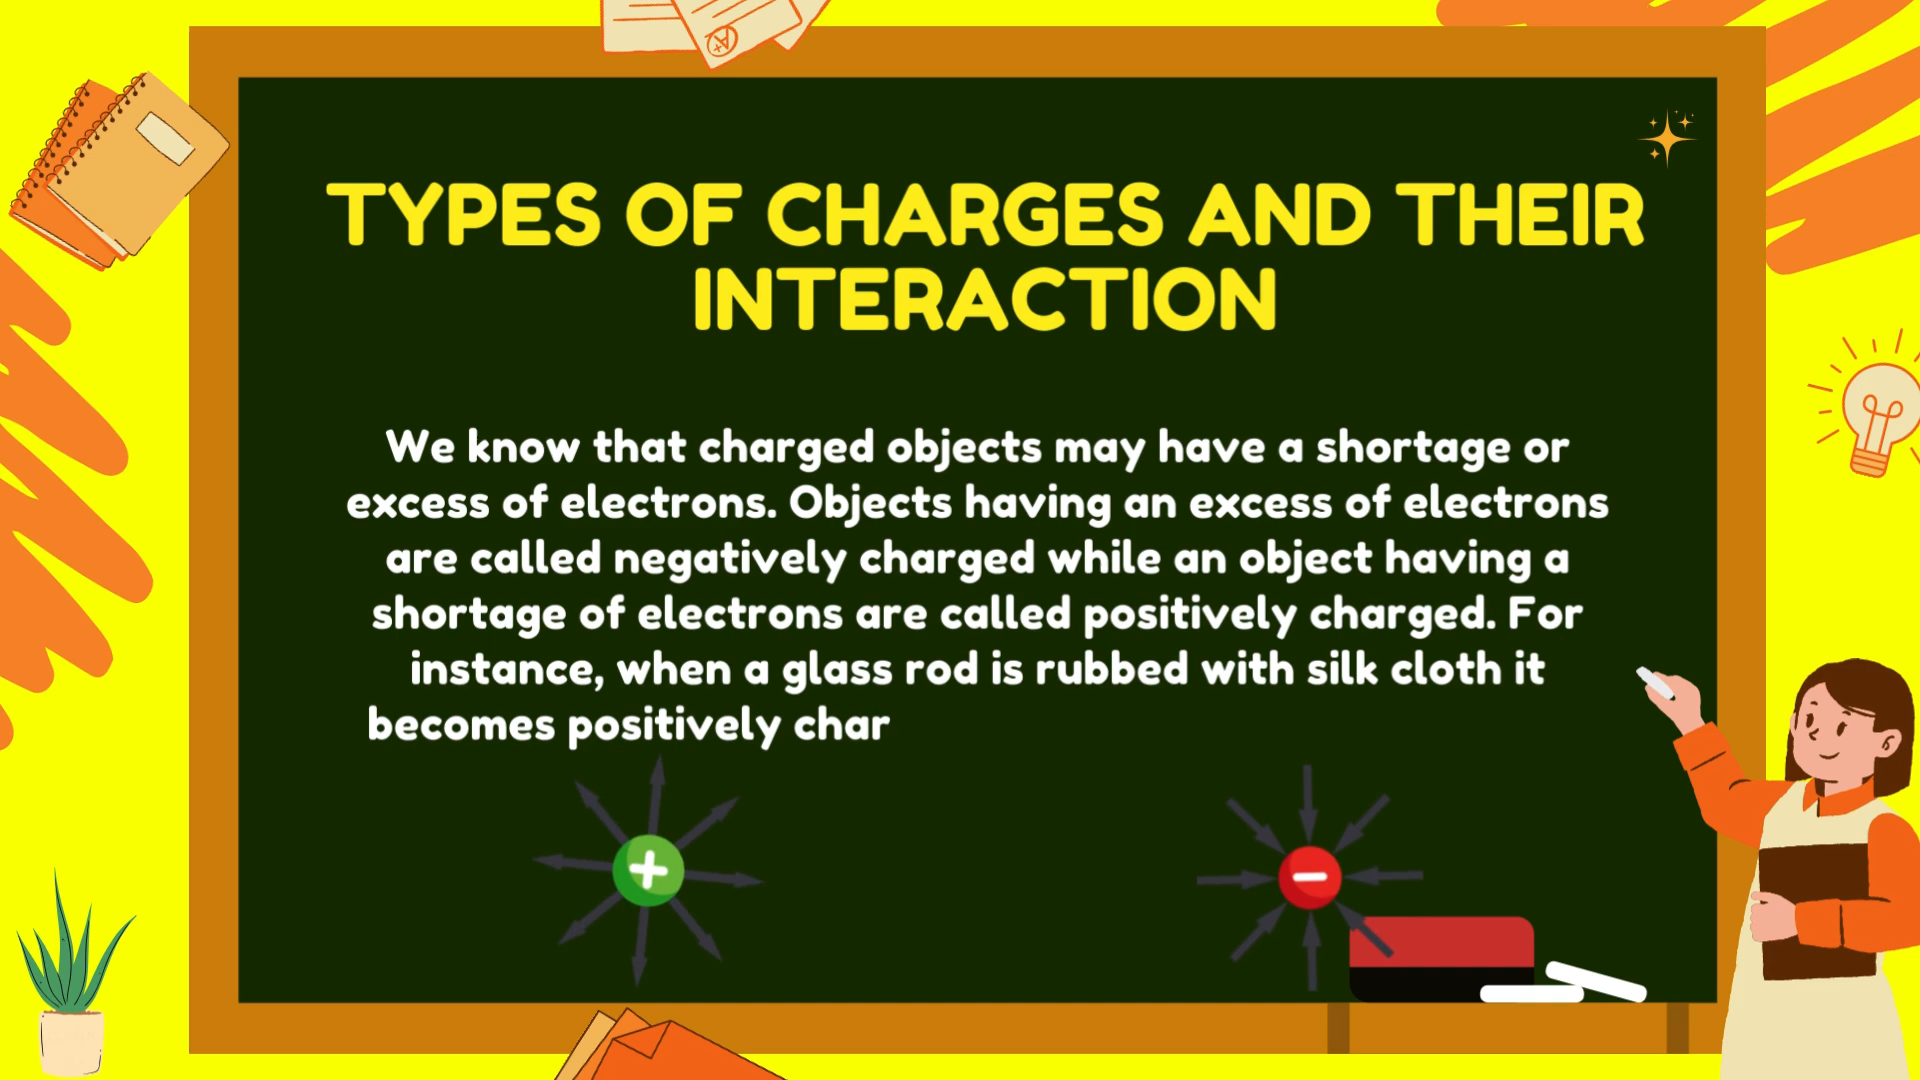 A+
TYPES OF CHARGES AND THEIR
INTERACTION
We know that charged objects may have a shortage or
excess of electrons. Objects having an excess of electrons
are called negatively charged while an object having a
shortage of electrons are called positively charged. For
instance, when a glass rod is rubbed with silk cloth it
becomes positively char
+
−